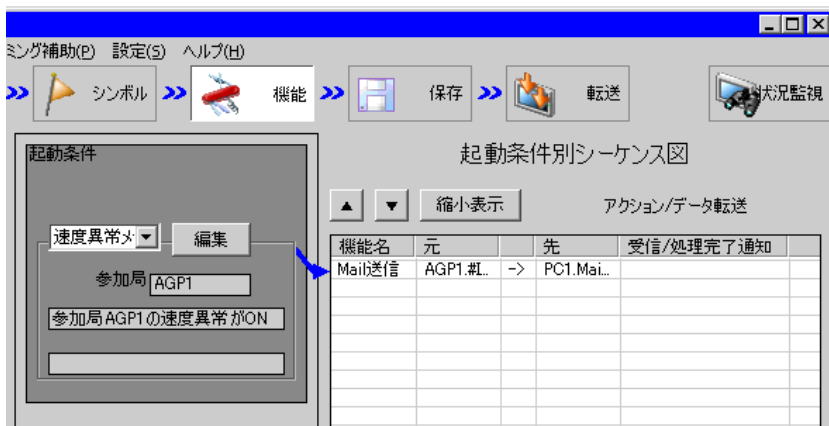 ミング補助(P) 設定(S) ヘルプ(H)
シンボル 機能 保存 転送 状況監視
起動条件
起動条件別シーケンス図
縮小表示 アクション/データ転送
速度異常メ 編集
機能名 元 先 受信/処理完了通知
Mail送信 AGP1.#I... -> PC1.Mai...
参加局 AGP1
参加局AGP1の速度異常がON